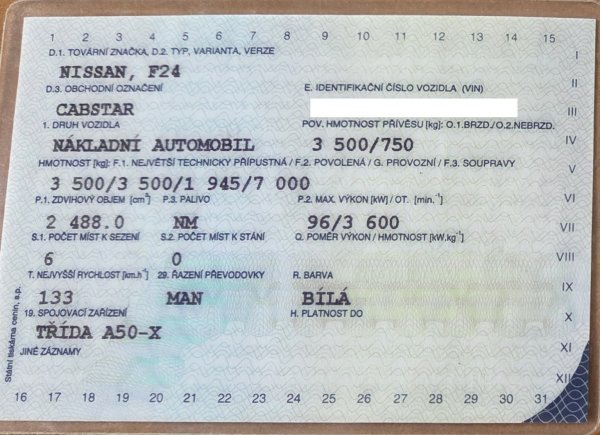 1 2 3 4 5 6 7 8 9 10 11 12 13 14 15
D.1. TOVÁRNÍ ZNAČKA, D.2. TYP, VARIANTA, VERZE
I
NISSAN, F24
II
D.3. OBCHODNÍ OZNAČENÍ E. IDENTIFIKAČNÍ ČÍSLO VOZIDLA (VIN)
CABSTAR
III
1. DRUH VOZIDLA POV. HMOTNOST PŘÍVĚSU [kg]: O.1.BRZD./O.2.NEBRZD.
NÁKLADNÍ AUTOMOBIL 3 500/750
IV
HMOTNOST [kg]: F.1. NEJVĚTŠÍ TECHNICKY PŘÍPUSTNÁ / F.2. POVOLENÁ / G. PROVOZNÍ / F.3. SOUPRAVY
V
3 500/3 500/1 945/7 000
P.1. ZDVIHOVÝ OBJEM [cm³] P.3. PALIVO P.2. MAX. VÝKON [kW] / OT. [min.⁻¹]
VI
2 488.0 NM 96/3 600
VII
S.1. POČET MÍST K SEZENÍ S.2. POČET MÍST K STÁNÍ Q. POMĚR VÝKON / HMOTNOST [kW.kg⁻¹]
6 0
VIII
T. NEJVYŠŠÍ RYCHLOST [km.h⁻¹] 29. ŘAZENÍ PŘEVODOVKY R. BARVA
133 MAN BÍLÁ
IX
19. SPOJOVACÍ ZAŘÍZENÍ H. PLATNOST DO
X
TŘÍDA A50-X
JINÉ ZÁZNAMY
XI
XII
Státní tiskárna cenin, s.p.
16 17 18 19 20 21 22 23 24 25 26 27 28 29 30 31